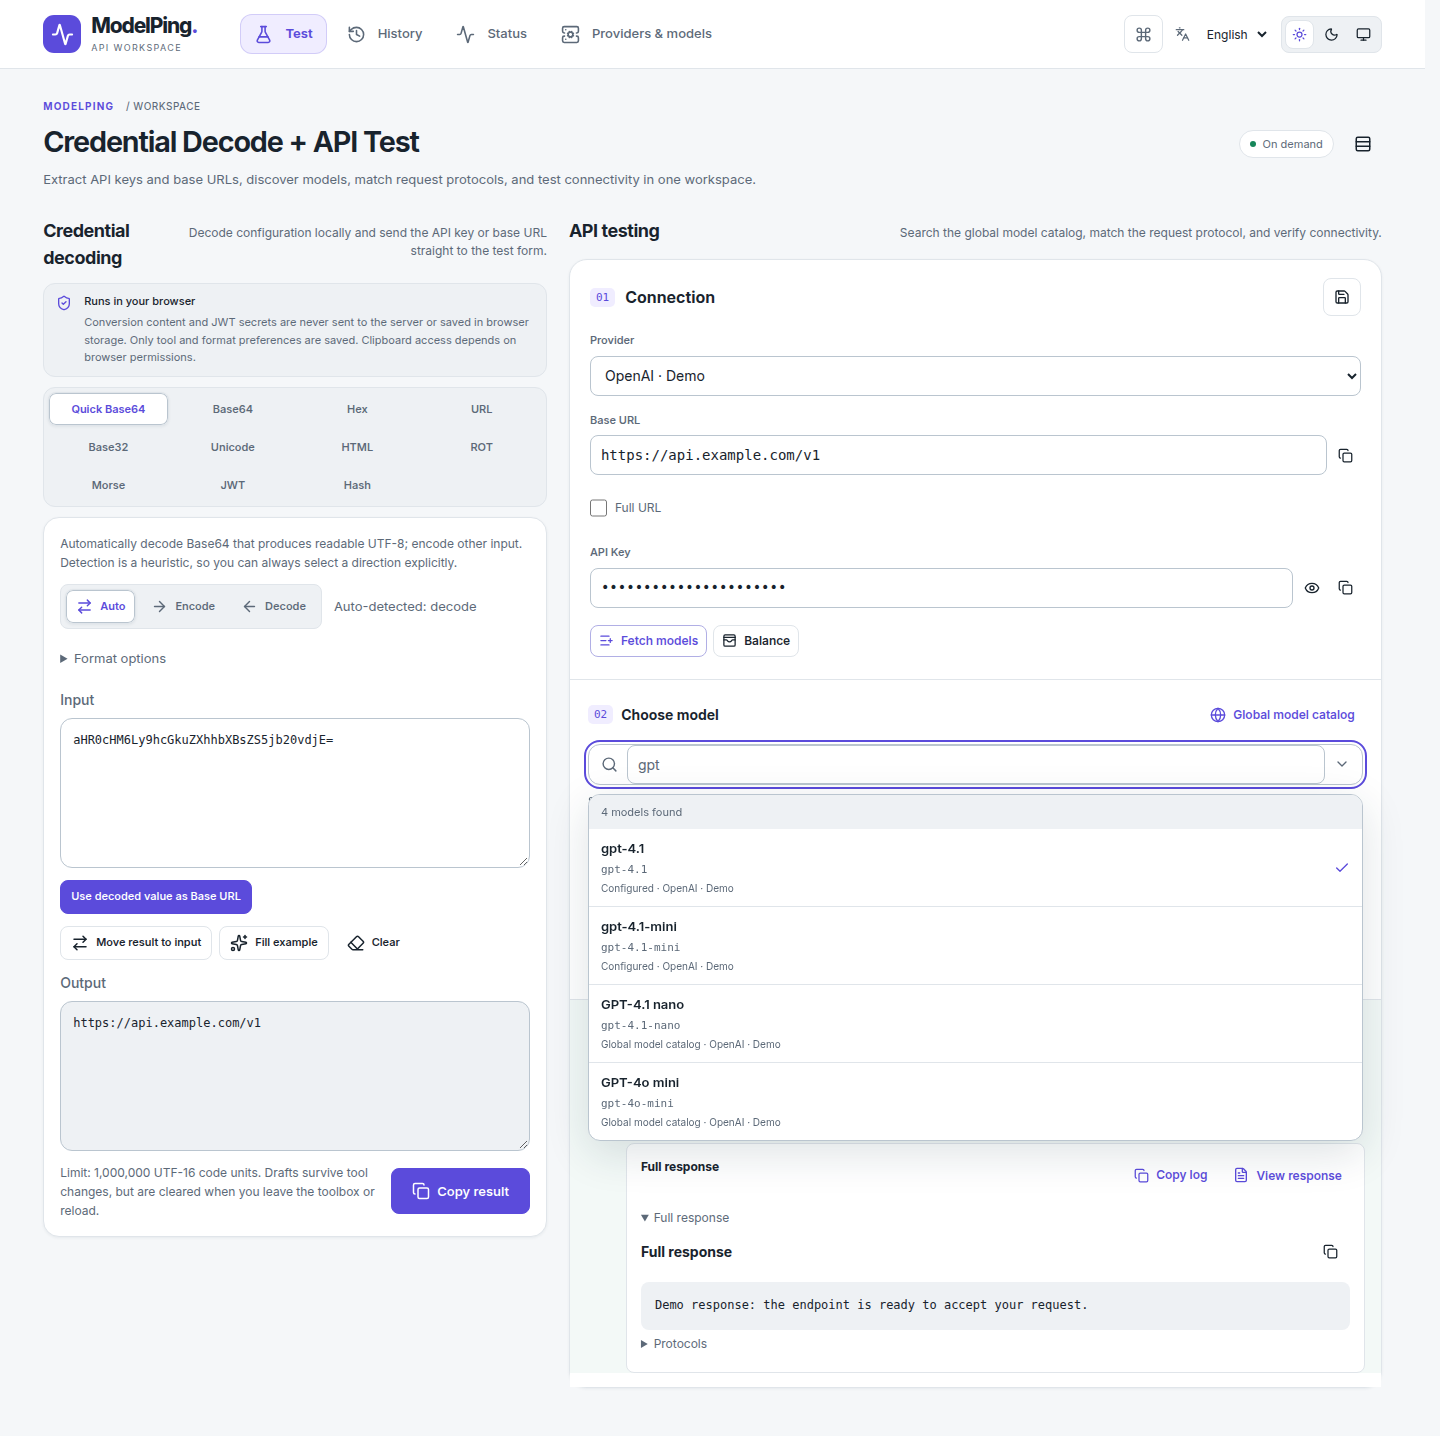 ModelPing.
API WORKSPACE
Test
History
Status
Providers & models
English
MODELPING / WORKSPACE
Credential Decode + API Test
On demand
Extract API keys and base URLs, discover models, match request protocols, and test connectivity in one workspace.
Credential
decoding
Decode configuration locally and send the API key or base URL
straight to the test form.
Runs in your browser
Conversion content and JWT secrets are never sent to the server or saved in browser
storage. Only tool and format preferences are saved. Clipboard access depends on
browser permissions.
Quick Base64
Base64
Hex
URL
Base32
Unicode
HTML
ROT
Morse
JWT
Hash
Automatically decode Base64 that produces readable UTF-8; encode other input.
Detection is a heuristic, so you can always select a direction explicitly.
Auto
Encode
Decode
Auto-detected: decode
Format options
Input
aHR0cHM6Ly9hcGkuZXhhbXBsZS5jb20vdjE=
Use decoded value as Base URL
Move result to input
Fill example
Clear
Output
https://api.example.com/v1
Limit: 1,000,000 UTF-16 code units. Drafts survive tool
changes, but are cleared when you leave the toolbox or
reload.
Copy result
API testing
Search the global model catalog, match the request protocol, and verify connectivity.
01 Connection
Provider
OpenAI · Demo
Base URL
https://api.example.com/v1
Full URL
API Key
••••••••••••••••••••••
Fetch models
Balance
02 Choose model
Global model catalog
gpt
4 models found
gpt-4.1
gpt-4.1
Configured · OpenAI · Demo
gpt-4.1-mini
gpt-4.1-mini
Configured · OpenAI · Demo
GPT-4.1 nano
gpt-4.1-nano
Global model catalog · OpenAI · Demo
GPT-4o mini
gpt-4o-mini
Global model catalog · OpenAI · Demo
Full response
Copy log
View response
Full response
Full response
Demo response: the endpoint is ready to accept your request.
Protocols